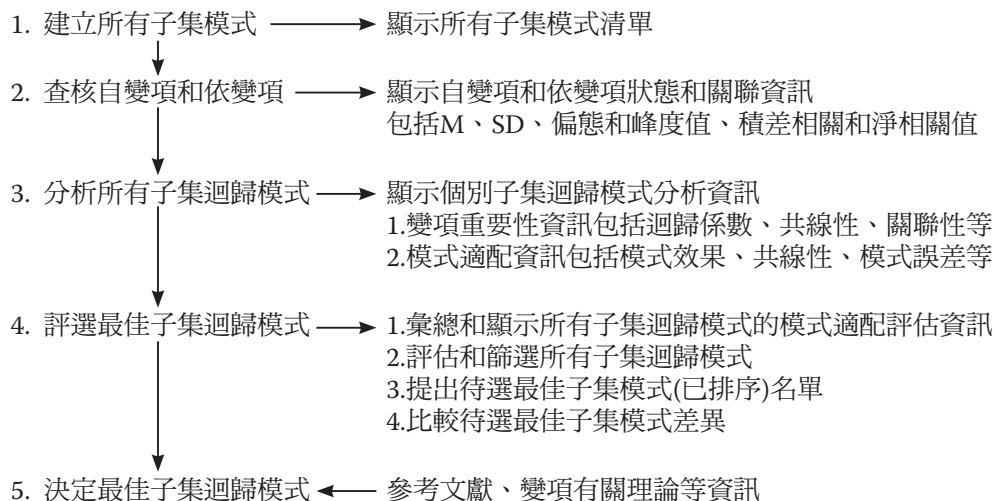 1. 建立所有子集模式 顯示所有子集模式清單
2. 查核自變項和依變項 顯示自變項和依變項狀態和關聯資訊
包括M、SD、偏態和峰度值、積差相關和淨相關值
3. 分析所有子集迴歸模式 顯示個別子集迴歸模式分析資訊
1.變項重要性資訊包括迴歸係數、共線性、關聯性等
2.模式適配資訊包括模式效果、共線性、模式誤差等
4. 評選最佳子集迴歸模式 1.彙總和顯示所有子集迴歸模式的模式適配評估資訊
2.評估和篩選所有子集迴歸模式
3.提出待選最佳子集模式(已排序)名單
4.比較待選最佳子集模式差異
5. 決定最佳子集迴歸模式 參考文獻、變項有關理論等資訊